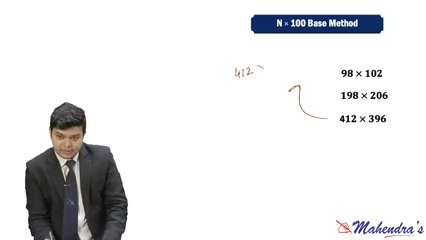 N × 100 Base Method
412
98 × 102
198 × 206
412 × 396
Mahendra's